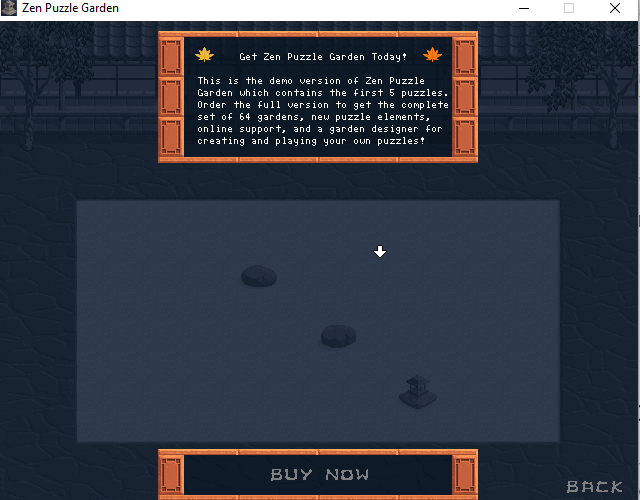 Zen Puzzle Garden
Get Zen Puzzle Garden Today!
This is the demo version of Zen Puzzle
Garden which contains the first 5 puzzles.
Order the full version to get the complete
set of 64 gardens, new puzzle elements,
online support, and a garden designer for
creating and playing your own puzzles!
BUY NOW
BACK